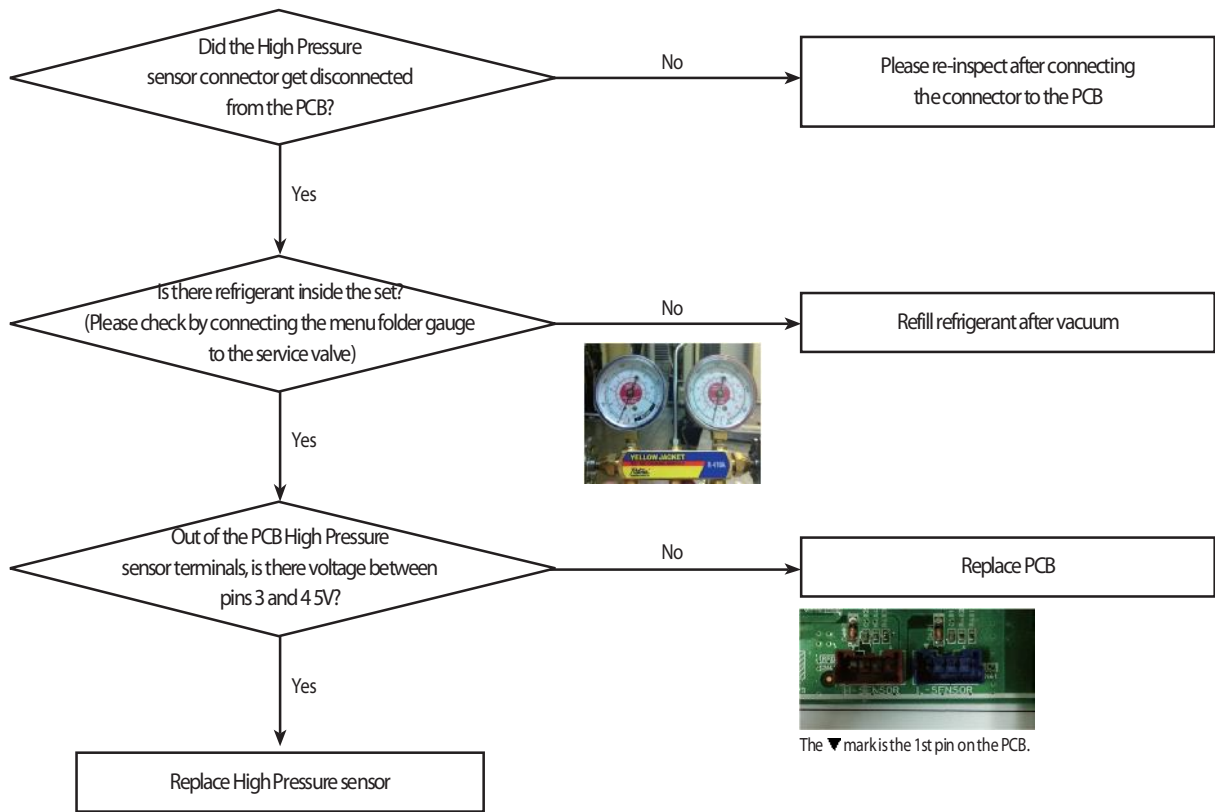 Did the High Pressure
sensor connector get disconnected
from the PCB?
No
Please re-inspect after connecting
the connector to the PCB
Yes
Is there refrigerant inside the set?
(Please check by connecting the menu folder gauge
to the service valve)
No
Refill refrigerant after vacuum
YELLOW JACKET
R-410A
Yes
Out of the PCB High Pressure
sensor terminals, is there voltage between
pins 3 and 4 5V?
No
Replace PCB
H-SENSOR
L-SENSOR
The ▼ mark is the 1st pin on the PCB.
Yes
Replace High Pressure sensor